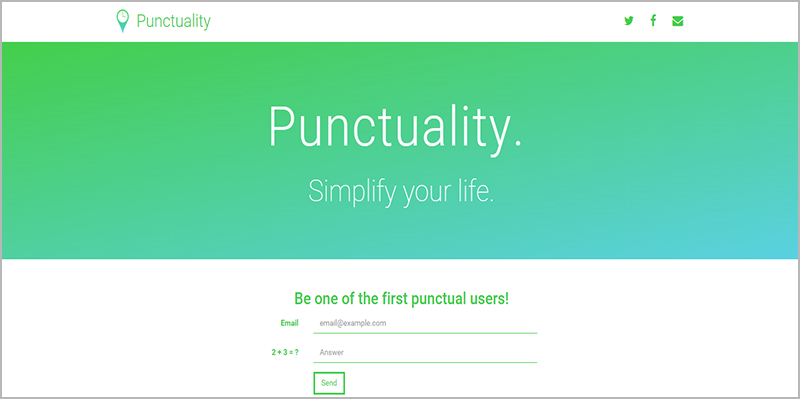 Punctuality
Punctuality.
Simplify your life.
Be one of the first punctual users!
Email email@example.com
2 + 3 = ? Answer
Send